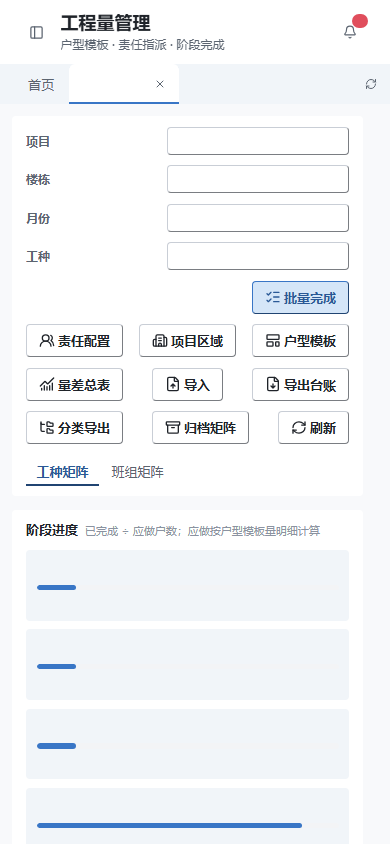 工程量管理
户型模板 · 责任指派 · 阶段完成
首页
项目
楼栋
月份
工种
批量完成
责任配置 项目区域 户型模板
量差总表 导入 导出台账
分类导出 归档矩阵 刷新
工种矩阵 班组矩阵
阶段进度 已完成 ÷ 应做户数；应做按户型模板量明细计算